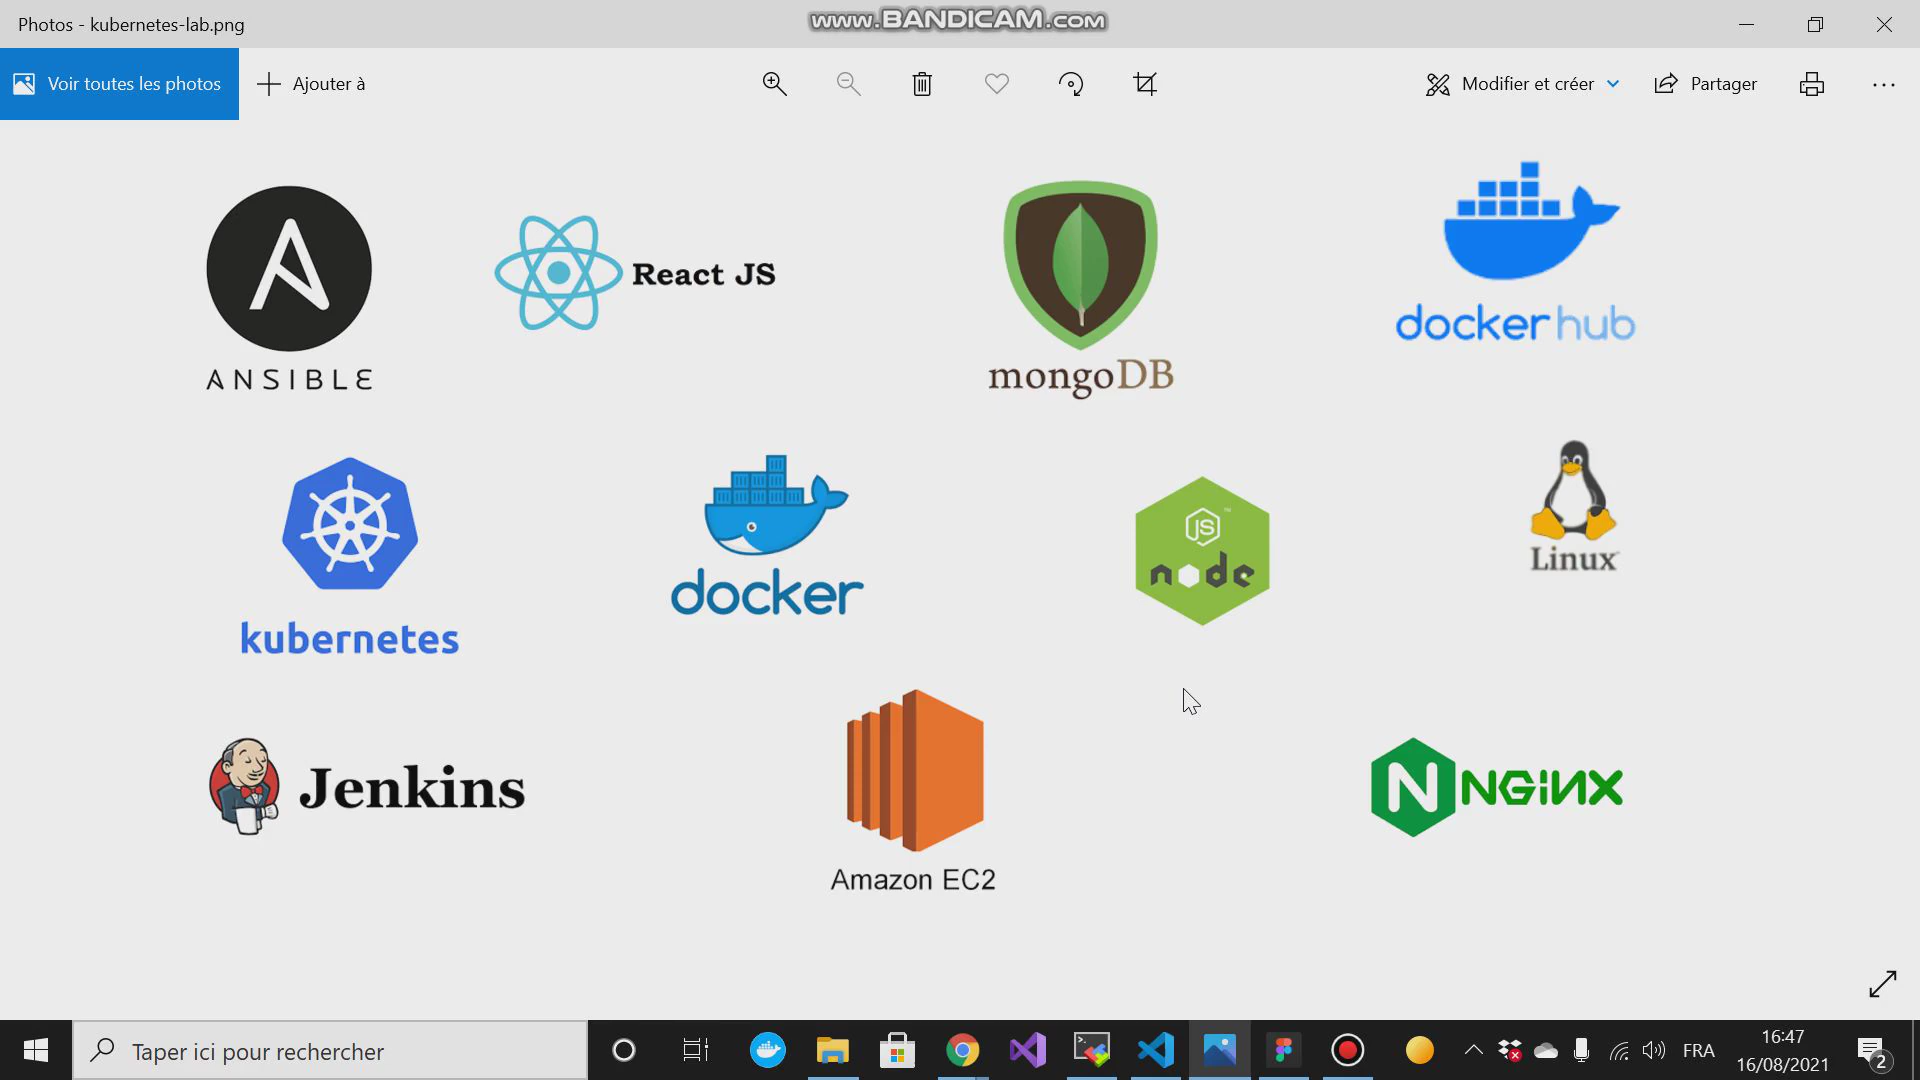 Photos - kubernetes-lab.png
www.BANDICAM.com
Voir toutes les photos
Ajouter à
Modifier et créer
Partager
ANSIBLE
React JS
mongoDB
docker hub
kubernetes
docker
JS
TM
node
Linux
Jenkins
Amazon EC2
N
NGiNX
Taper ici pour rechercher
FRA
16:47
16/08/2021
2